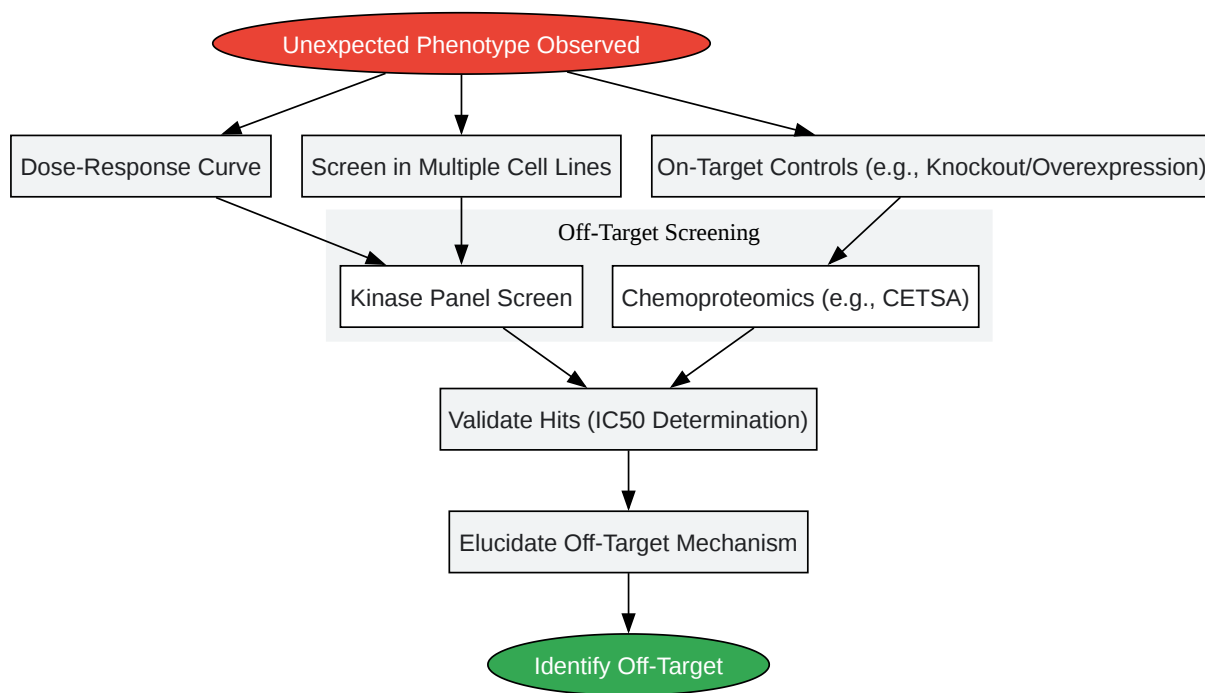 Unexpected Phenotype Observed
Dose-Response Curve
Screen in Multiple Cell Lines
On-Target Controls (e.g., Knockout/Overexpression)
Off-Target Screening
Kinase Panel Screen
Chemoproteomics (e.g., CETSA)
Validate Hits (IC50 Determination)
Elucidate Off-Target Mechanism
Identify Off-Target